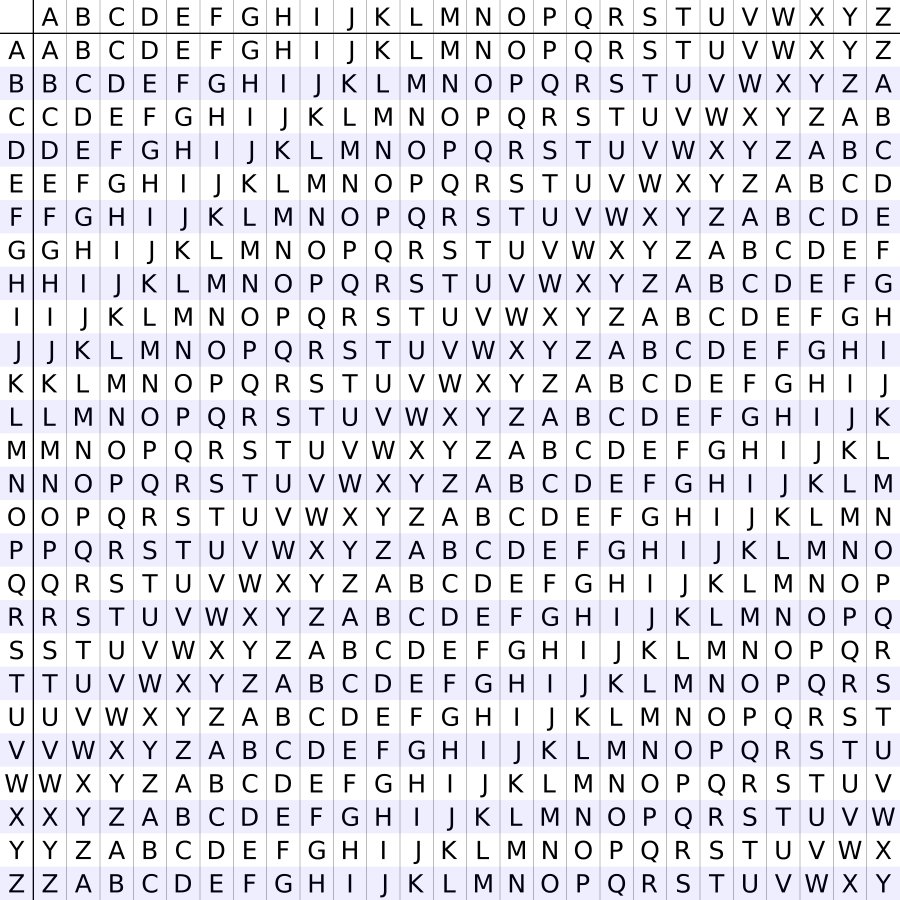 A B C D E F G H I J K L M N O P Q R S T U V W X Y Z
A A B C D E F G H I J K L M N O P Q R S T U V W X Y Z
B B C D E F G H I J K L M N O P Q R S T U V W X Y Z A
C C D E F G H I J K L M N O P Q R S T U V W X Y Z A B
D D E F G H I J K L M N O P Q R S T U V W X Y Z A B C
E E F G H I J K L M N O P Q R S T U V W X Y Z A B C D
F F G H I J K L M N O P Q R S T U V W X Y Z A B C D E
G G H I J K L M N O P Q R S T U V W X Y Z A B C D E F
H H I J K L M N O P Q R S T U V W X Y Z A B C D E F G
I I J K L M N O P Q R S T U V W X Y Z A B C D E F G H
J J K L M N O P Q R S T U V W X Y Z A B C D E F G H I
K K L M N O P Q R S T U V W X Y Z A B C D E F G H I J
L L M N O P Q R S T U V W X Y Z A B C D E F G H I J K
M M N O P Q R S T U V W X Y Z A B C D E F G H I J K L
N N O P Q R S T U V W X Y Z A B C D E F G H I J K L M
O O P Q R S T U V W X Y Z A B C D E F G H I J K L M N
P P Q R S T U V W X Y Z A B C D E F G H I J K L M N O
Q Q R S T U V W X Y Z A B C D E F G H I J K L M N O P
R R S T U V W X Y Z A B C D E F G H I J K L M N O P Q
S S T U V W X Y Z A B C D E F G H I J K L M N O P Q R
T T U V W X Y Z A B C D E F G H I J K L M N O P Q R S
U U V W X Y Z A B C D E F G H I J K L M N O P Q R S T
V V W X Y Z A B C D E F G H I J K L M N O P Q R S T U
W W X Y Z A B C D E F G H I J K L M N O P Q R S T U V
X X Y Z A B C D E F G H I J K L M N O P Q R S T U V W
Y Y Z A B C D E F G H I J K L M N O P Q R S T U V W X
Z Z A B C D E F G H I J K L M N O P Q R S T U V W X Y